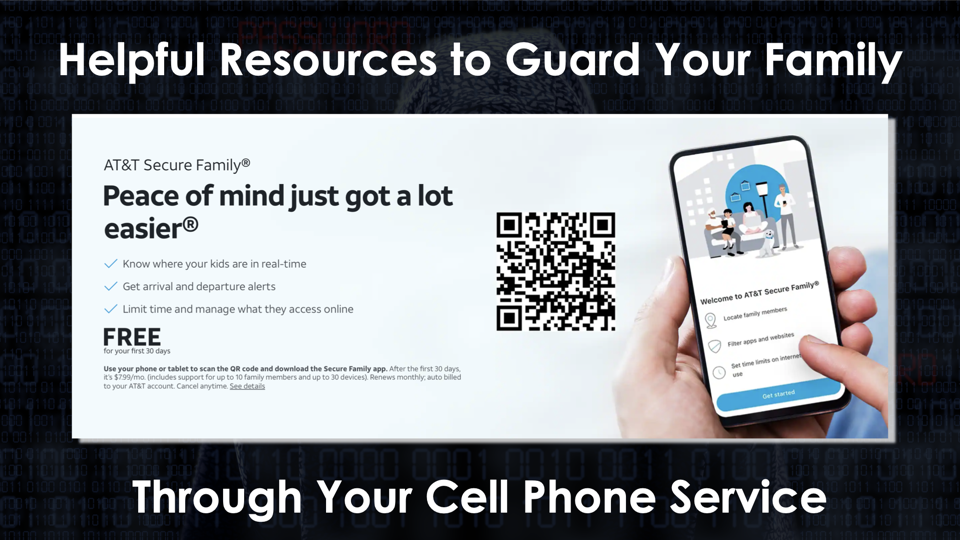 Helpful Resources to Guard Your Family
AT&T Secure Family®
Peace of mind just got a lot
easier®
Know where your kids are in real-time
Get arrival and departure alerts
Limit time and manage what they access online
FREE
for your first 30 days
Use your phone or tablet to scan the QR code and download the Secure Family app. After the first 30 days,
it's $7.99/mo. (includes support for up to 10 family members and up to 30 devices). Renews monthly; auto billed
to your AT&T account. Cancel anytime. See details
Welcome to AT&T Secure Family®
Locate family members
Filter apps and websites
Set time limits on internet
use
Get started
Through Your Cell Phone Service